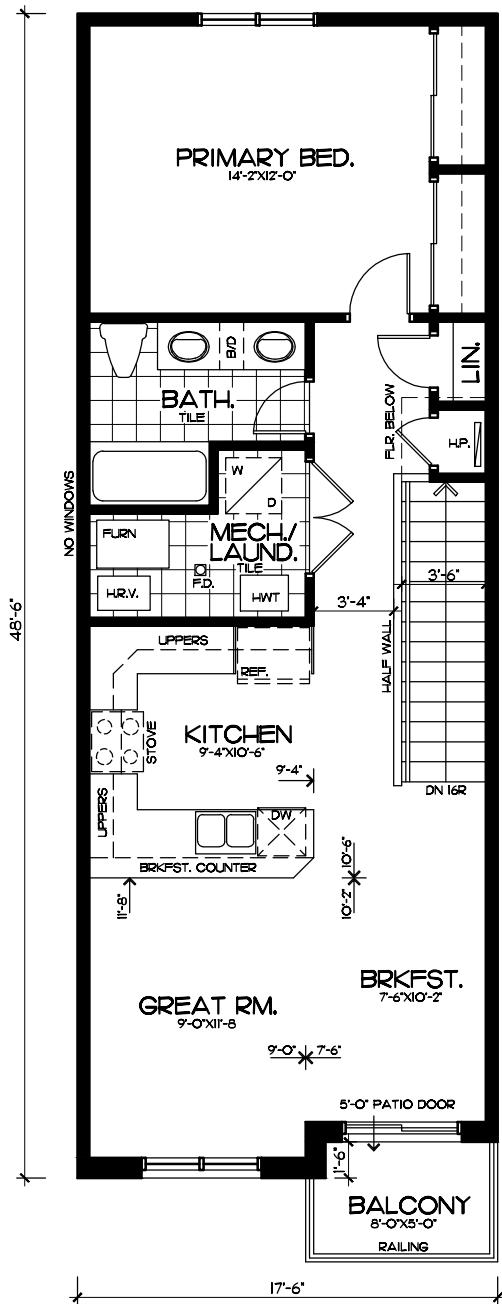 PRIMARY BED.
14'-2"X12'-0"
B/D
LIN.
BATH.
TILE
FLR. BELOW
H.P.
W
D
NO WINDOWS
FURN
MECH./
LAUND.
TILE
F.D.
H.R.V.
HWT
3'-6"
3'-4"
48'-6"
UPPERS
REF.
HALF WALL
STOVE
KITCHEN
9'-4"X10'-6"
9'-4"
DN 16R
UPPERS
DW
BRKFST. COUNTER
10'-6"
10'-2"
11'-8"
BRKFST.
7'-6"X10'-2"
GREAT RM.
9'-0"X11'-8
9'-0"
7'-6"
5'-0" PATIO DOOR
1'-6"
BALCONY
8'-0"X5'-0"
RAILING
17'-6"